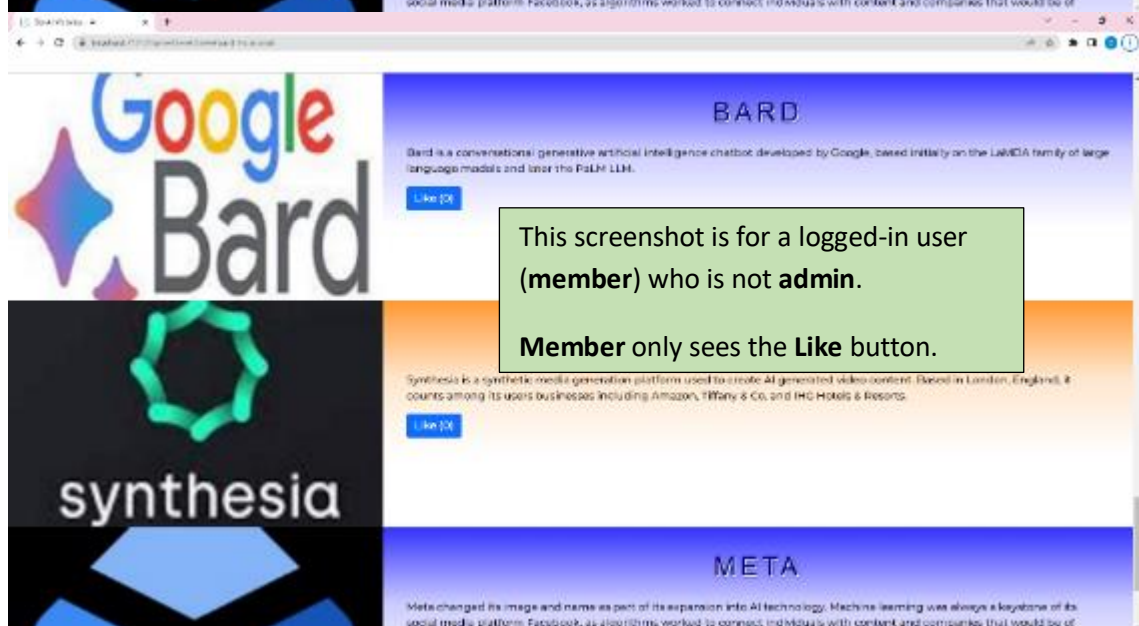 social media platform Facebook, as algorithms worked to connect individuals with content and companies that would be of
Google
Bard
BARD
Bard is a conversational generative artificial intelligence chatbot developed by Google, based initially on the LaMDA family of large
language models and later the PaLM LLM.
Like (0)
This screenshot is for a logged-in user
(member) who is not admin.
Member only sees the Like button.
synthesia
Synthesia is a synthetic media generation platform used to create AI generated video content. Based in London, England, it
counts among its users businesses including Amazon, Tiffany & Co. and IHG Hotels & Resorts.
Like (0)
META
Meta changed its image and name as part of its expansion into AI technology. Machine learning was always a keystone of its
social media platform Facebook, as algorithms worked to connect individuals with content and companies that would be of